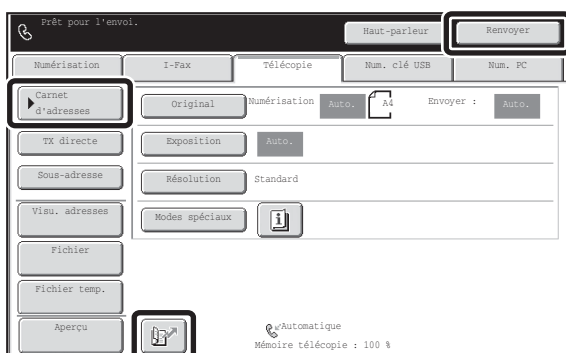 Prêt pour l'envoi.
Haut-parleur
Renvoyer
Numérisation
I-Fax
Télécopie
Num. clé USB
Num. PC
Carnet
d'adresses
Original
Numérisation
Auto.
A4
Envoyer :
Auto.
TX directe
Exposition
Auto.
Sous-adresse
Résolution
Standard
Visu. adresses
Modes spéciaux
Fichier
Fichier temp.
Aperçu
Automatique
Mémoire télécopie : 100 %